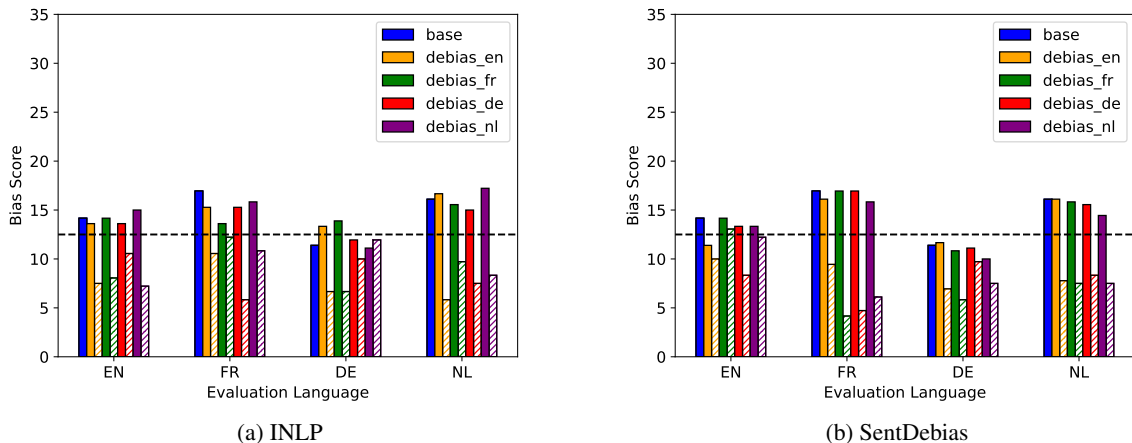 35
30
25
20
15
10
5
0
Bias Score
base
debias_en
debias_fr
debias_de
debias_nl
EN FR DE NL
Evaluation Language
(a) INLP
35
30
25
20
15
10
5
0
Bias Score
base
debias_en
debias_fr
debias_de
debias_nl
EN FR DE NL
Evaluation Language
(b) SentDebias